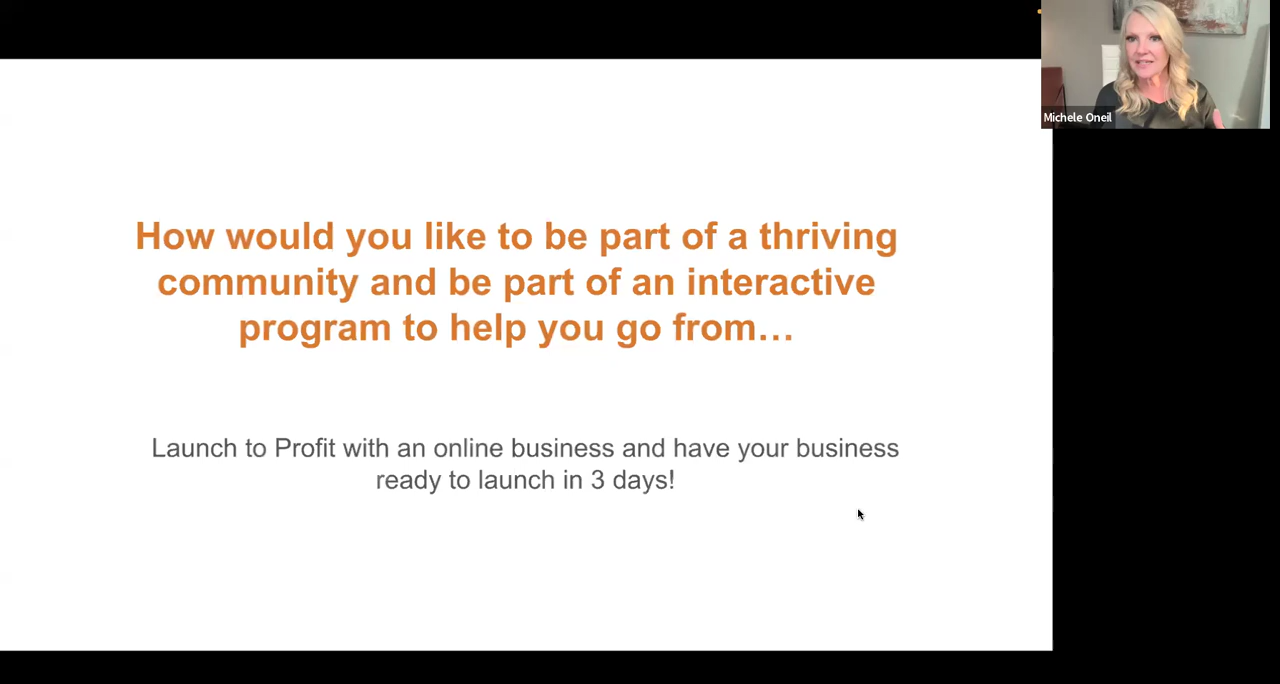 Michele Oneil
How would you like to be part of a thriving
community and be part of an interactive
program to help you go from…
Launch to Profit with an online business and have your business
ready to launch in 3 days!